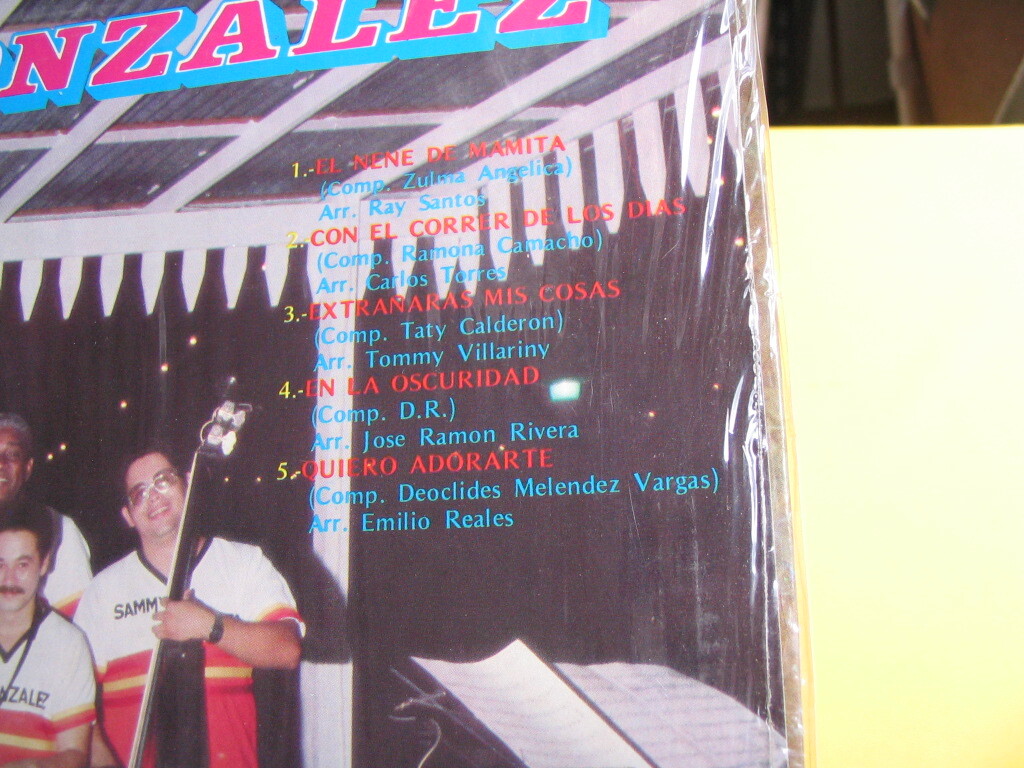 ONZALEZ
1.-EL NENE DE MAMITA
(Comp. Zulma Angelica)
Arr. Ray Santos
2.-CON EL CORRER DE LOS DIAS
(Comp. Ramona Camacho)
Arr. Carlos Torres
3.-EXTRAÑARAS MIS COSAS
(Comp. Taty Calderon)
Arr. Tommy Villariny
4.-EN LA OSCURIDAD
(Comp. D.R.)
Arr. Jose Ramon Rivera
5.-QUIERO ADORARTE
(Comp. Deoclides Melendez Vargas)
Arr. Emilio Reales
SAMMY
NZALEZ